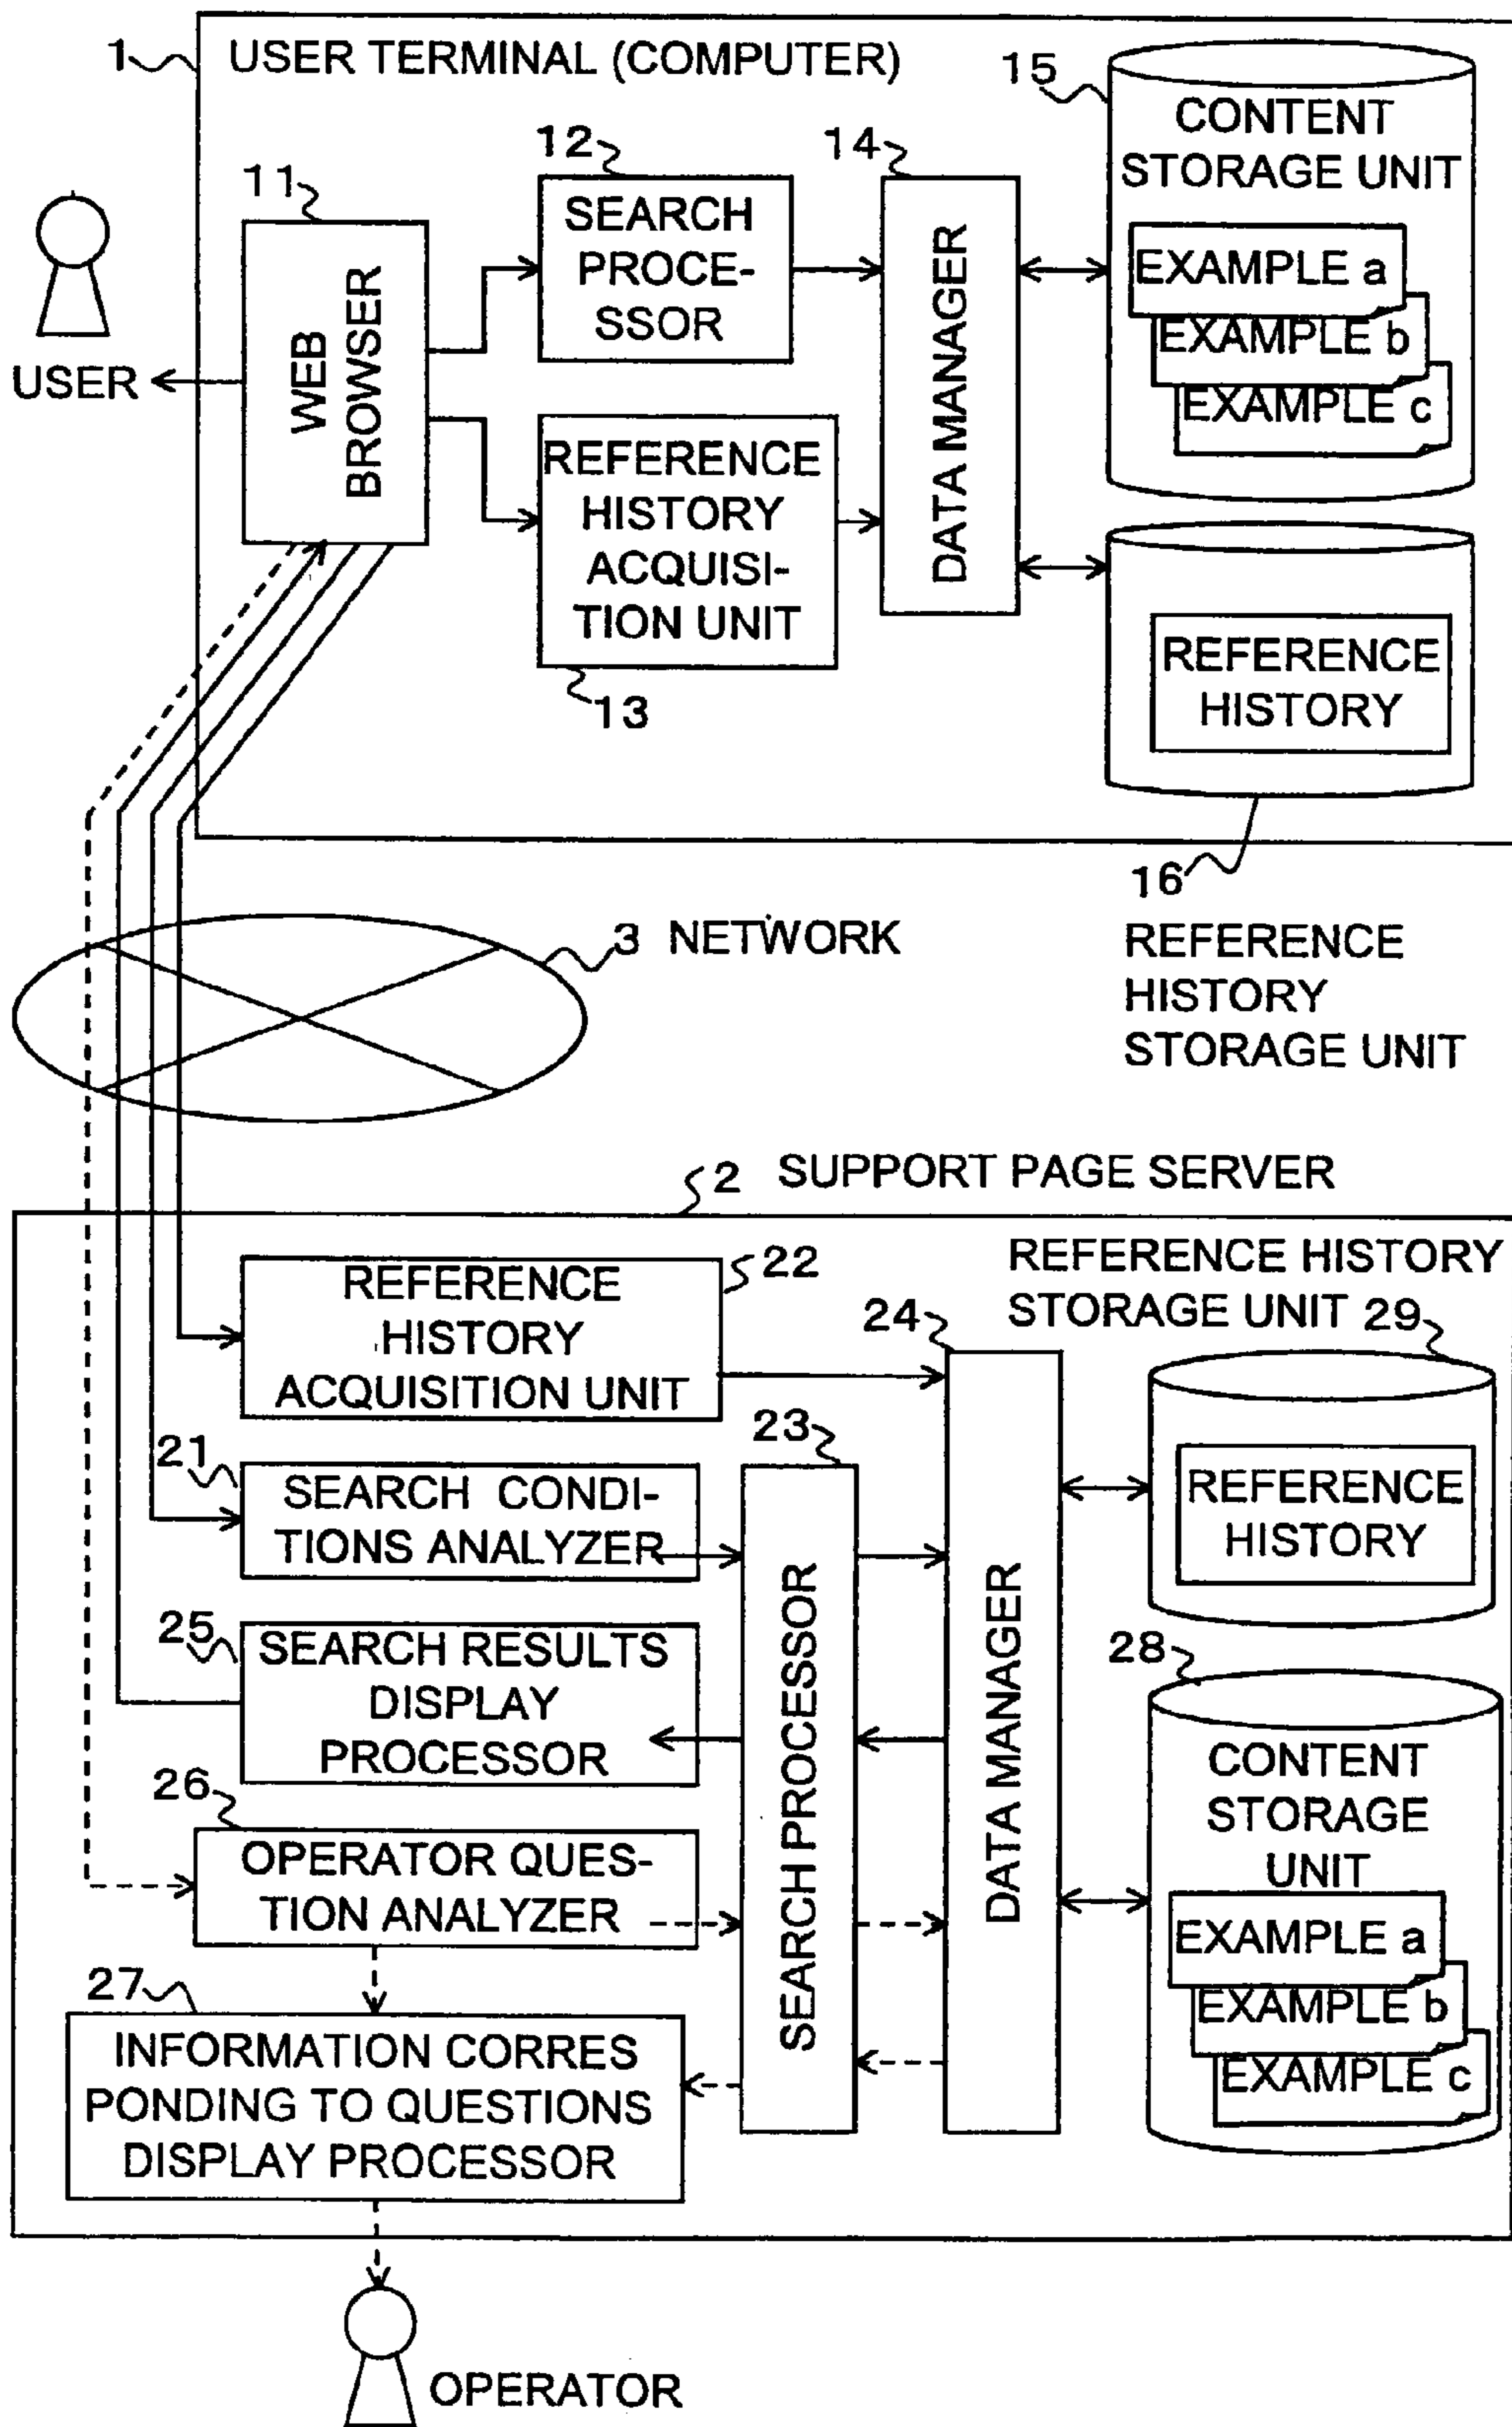 1
USER TERMINAL (COMPUTER)
15
CONTENT
STORAGE UNIT
EXAMPLE a
EXAMPLE b
EXAMPLE c
12
SEARCH
PROCE-
SSOR
14
DATA MANAGER
11
WEB
BROWSER
USER
REFERENCE
HISTORY
ACQUISI-
TION UNIT
13
REFERENCE
HISTORY
16
REFERENCE
HISTORY
STORAGE UNIT
3 NETWORK
2 SUPPORT PAGE SERVER
REFERENCE
HISTORY
ACQUISITION UNIT
22
REFERENCE HISTORY
STORAGE UNIT 29
24
DATA MANAGER
REFERENCE
HISTORY
21
SEARCH CONDI-
TIONS ANALYZER
23
SEARCH PROCESSOR
25
SEARCH RESULTS
DISPLAY
PROCESSOR
28
CONTENT
STORAGE
UNIT
EXAMPLE a
EXAMPLE b
EXAMPLE c
26
OPERATOR QUES-
TION ANALYZER
27
INFORMATION CORRES
PONDING TO QUESTIONS
DISPLAY PROCESSOR
OPERATOR